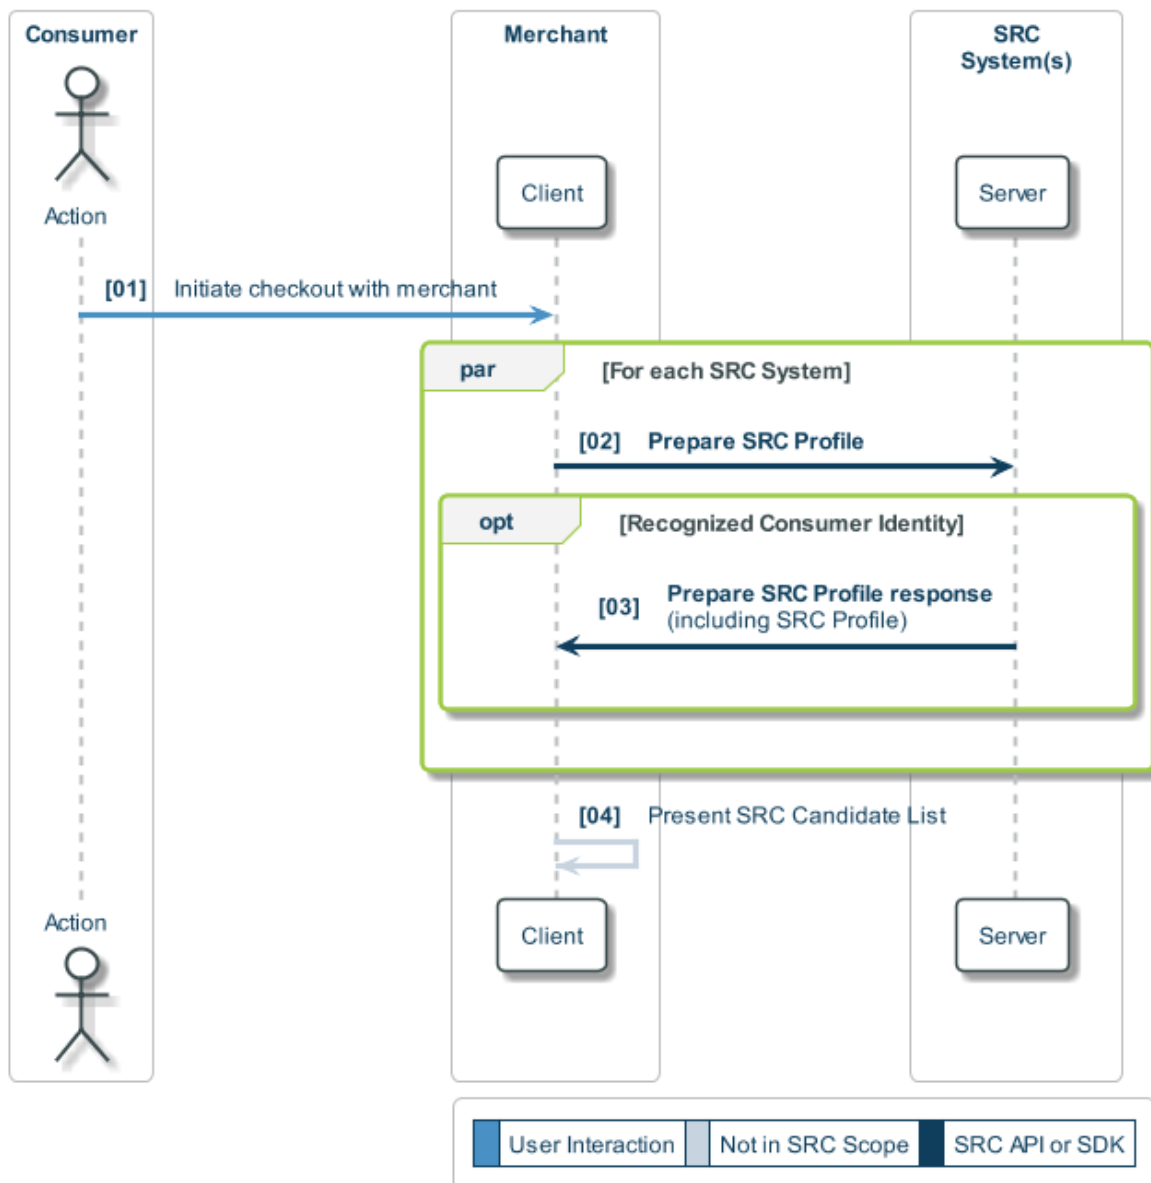 Consumer
Merchant
SRC
System(s)
Action
Client
Server
[01] Initiate checkout with merchant
par [For each SRC System]
[02] Prepare SRC Profile
opt [Recognized Consumer Identity]
[03] Prepare SRC Profile response
(including SRC Profile)
[04] Present SRC Candidate List
Action
Client
Server
User Interaction
Not in SRC Scope
SRC API or SDK